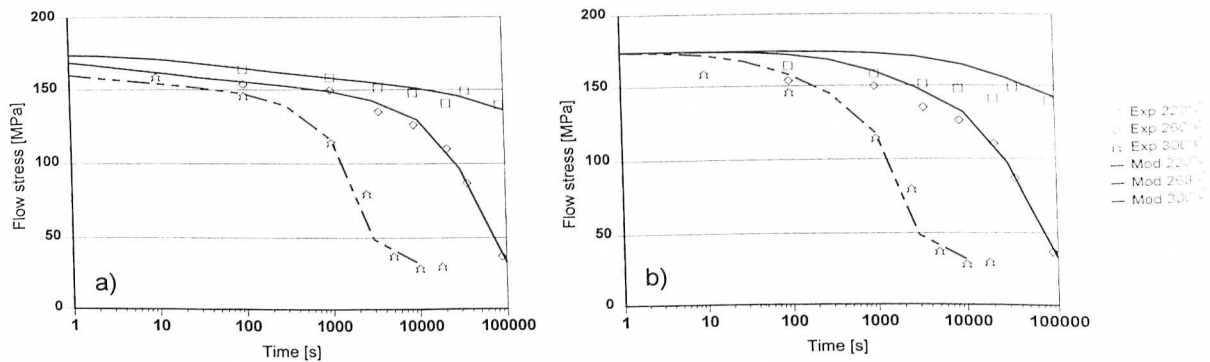 200
150
100
50
0
Flow stress [MPa]
a)
1 10 100 1000 10000 100000
Time [s]
200
150
100
50
0
Flow stress [MPa]
b)
1 10 100 1000 10000 100000
Time [s]
Exp 220°C
Exp 260°C
Exp 300°C
Mod 220°
Mod 260°
Mod 300°